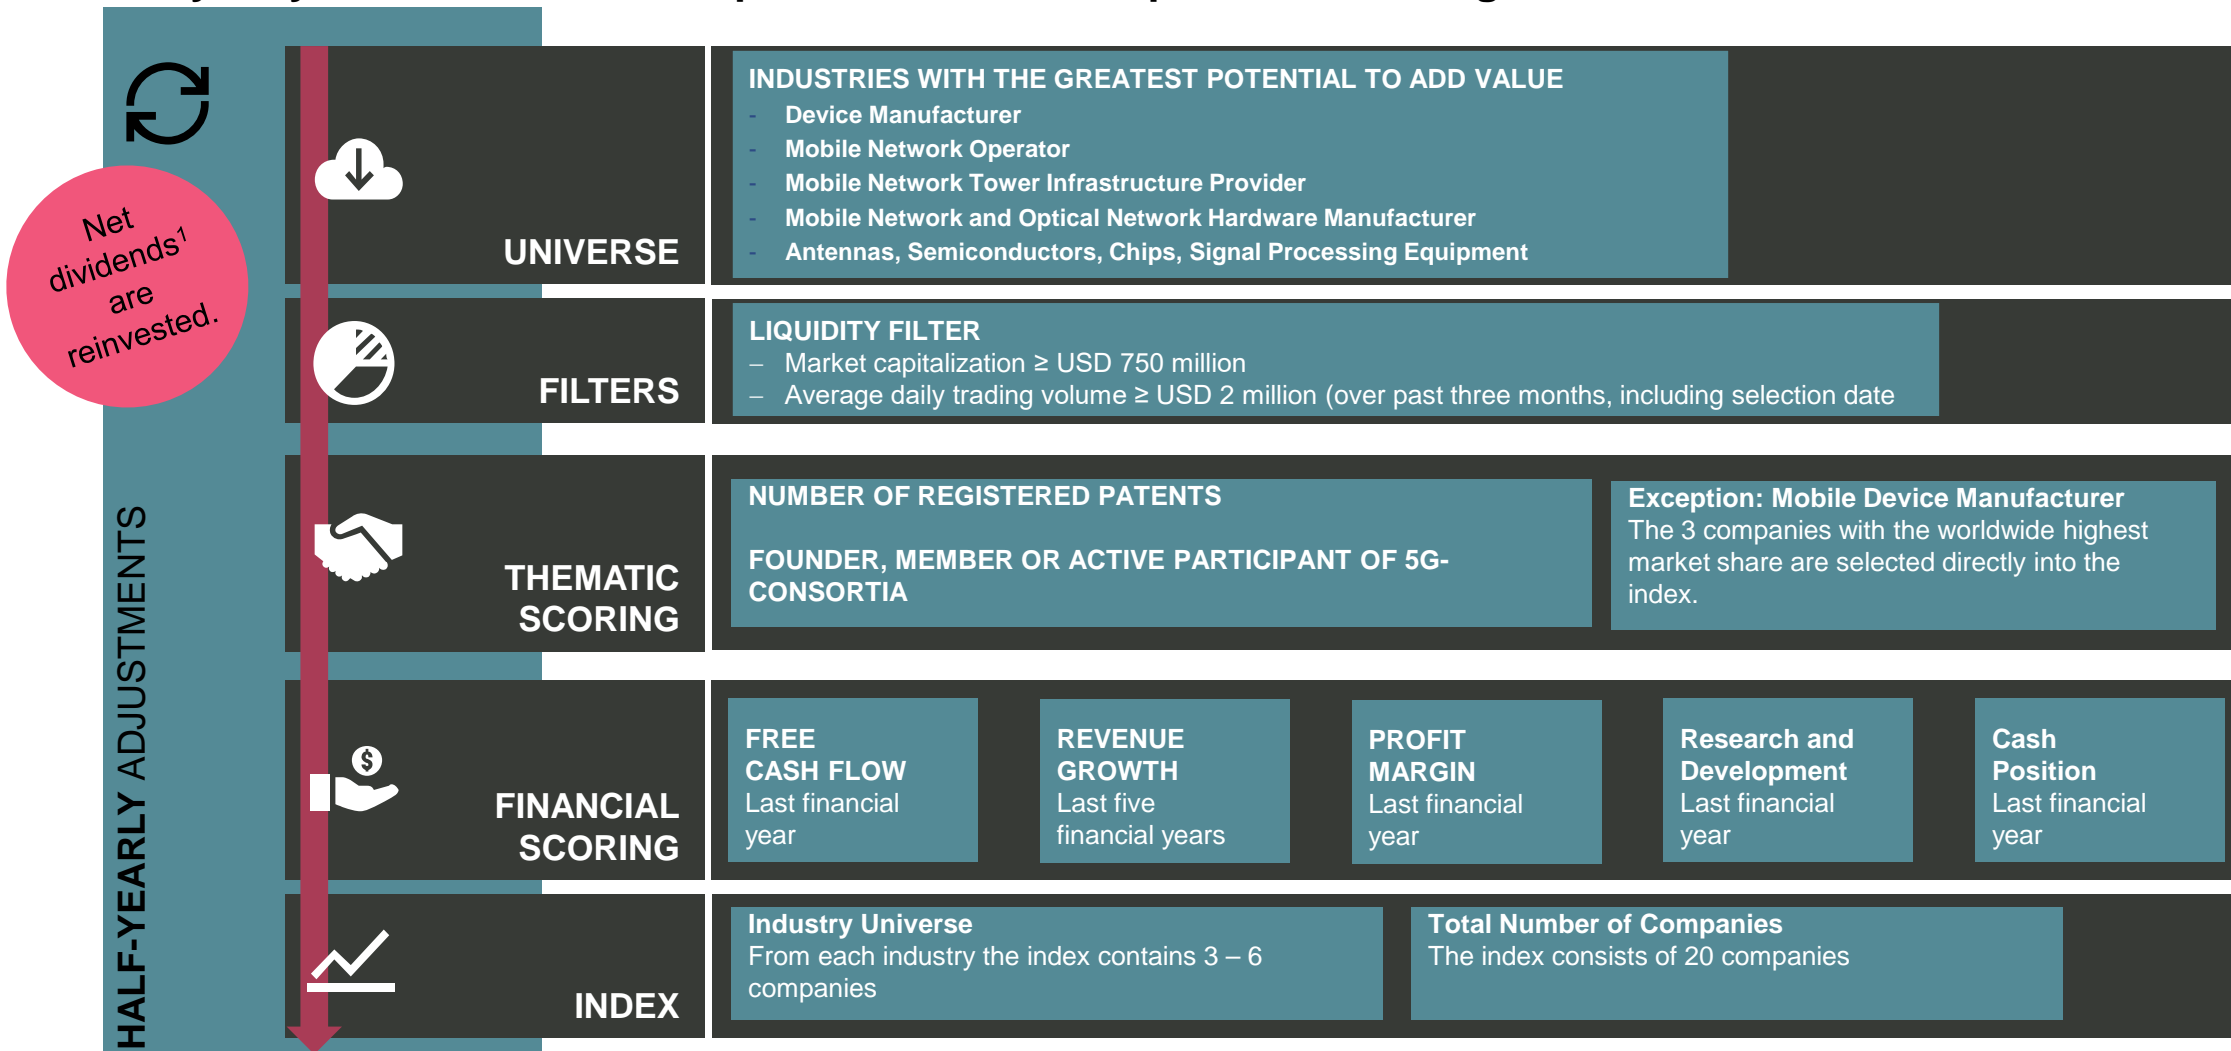 Net
dividends¹
are
reinvested.
HALF-YEARLY ADJUSTMENTS
UNIVERSE
INDUSTRIES WITH THE GREATEST POTENTIAL TO ADD VALUE
- Device Manufacturer
- Mobile Network Operator
- Mobile Network Tower Infrastructure Provider
- Mobile Network and Optical Network Hardware Manufacturer
- Antennas, Semiconductors, Chips, Signal Processing Equipment
FILTERS
LIQUIDITY FILTER
– Market capitalization ≥ USD 750 million
– Average daily trading volume ≥ USD 2 million (over past three months, including selection date
THEMATIC
SCORING
NUMBER OF REGISTERED PATENTS
FOUNDER, MEMBER OR ACTIVE PARTICIPANT OF 5G-
CONSORTIA
Exception: Mobile Device Manufacturer
The 3 companies with the worldwide highest
market share are selected directly into the
index.
FINANCIAL
SCORING
$
FREE
CASH FLOW
Last financial
year
REVENUE
GROWTH
Last five
financial years
PROFIT
MARGIN
Last financial
year
Research and
Development
Last financial
year
Cash
Position
Last financial
year
INDEX
Industry Universe
From each industry the index contains 3 – 6
companies
Total Number of Companies
The index consists of 20 companies